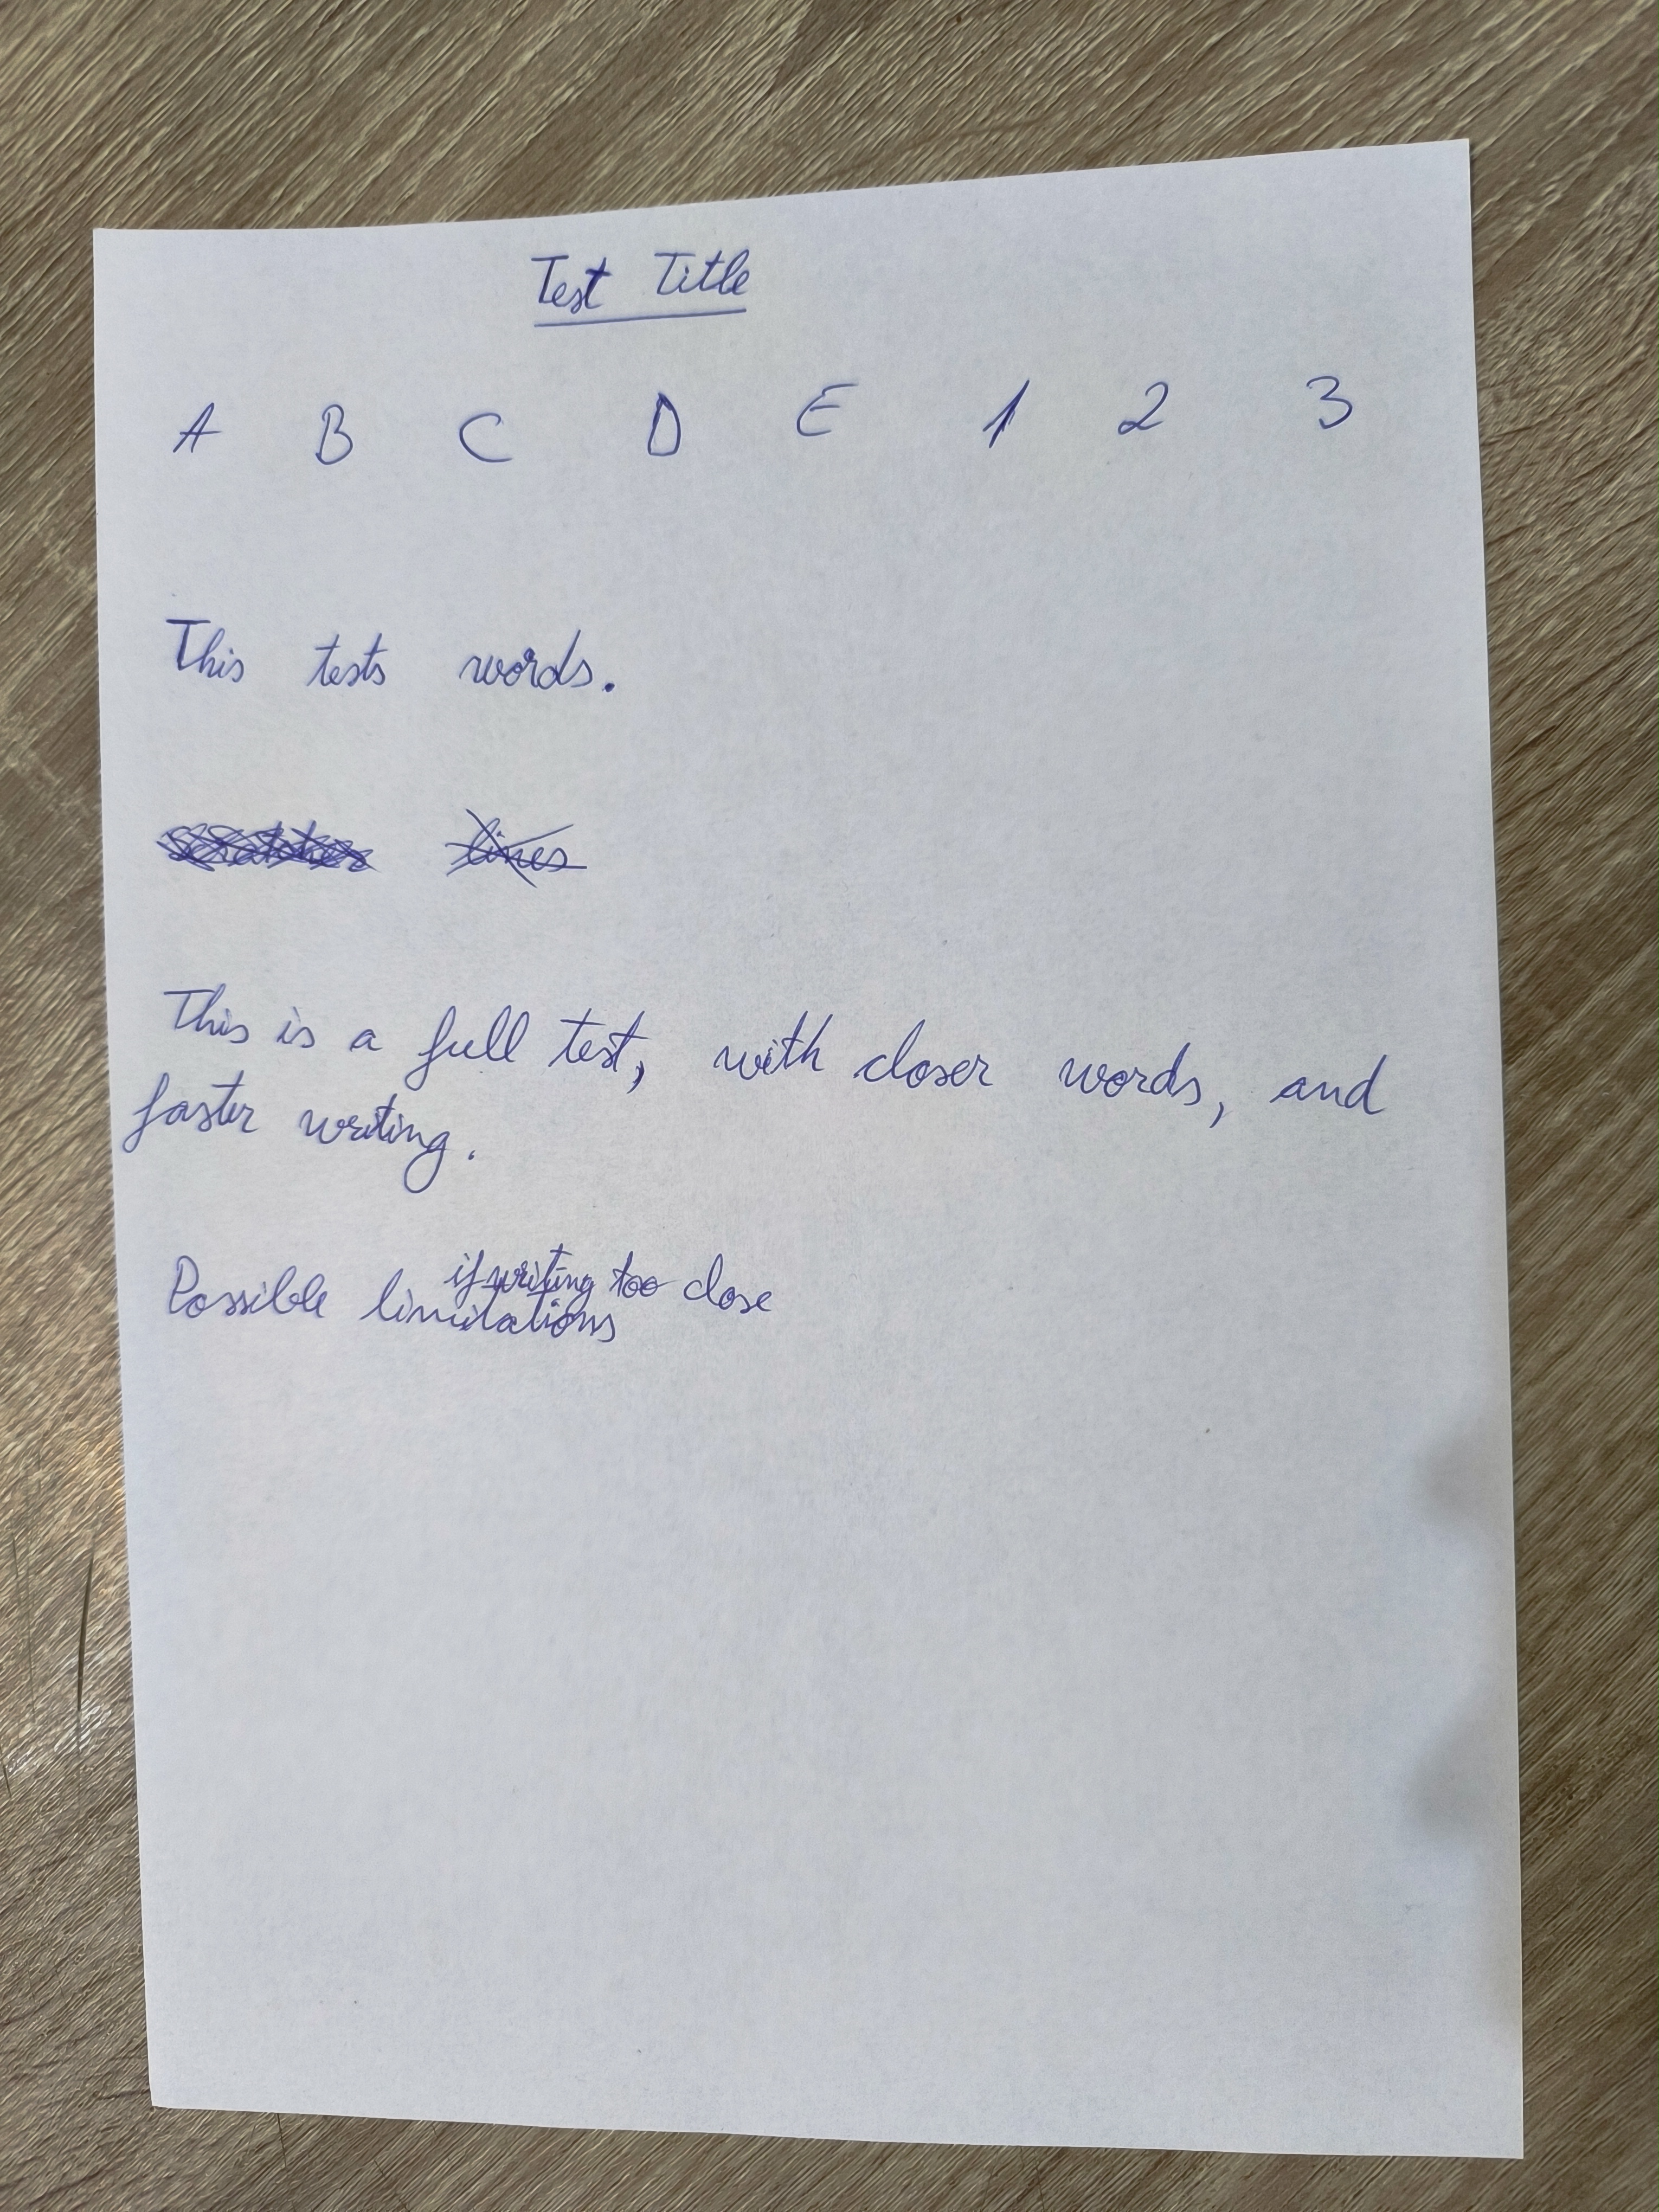 Test Title
A B C D E 1 2 3
This tests words.
scratches lines
This is a full test, with closer words, and
faster writing.
if writing too close
Possible limitations